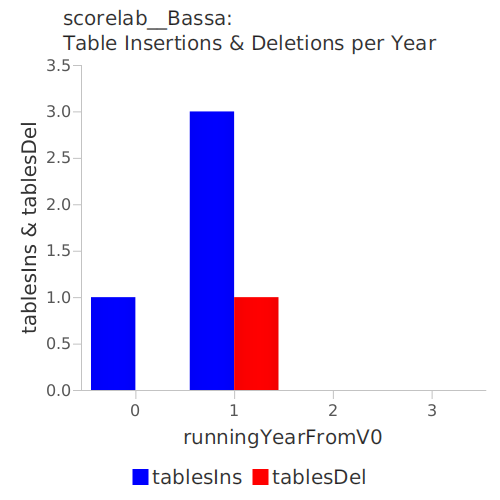 scorelab__Bassa:
Table Insertions & Deletions per Year
3.5
3.0
2.5
2.0
1.5
1.0
0.5
0.0
tablesIns & tablesDel
0 1 2 3
runningYearFromV0
tablesIns tablesDel